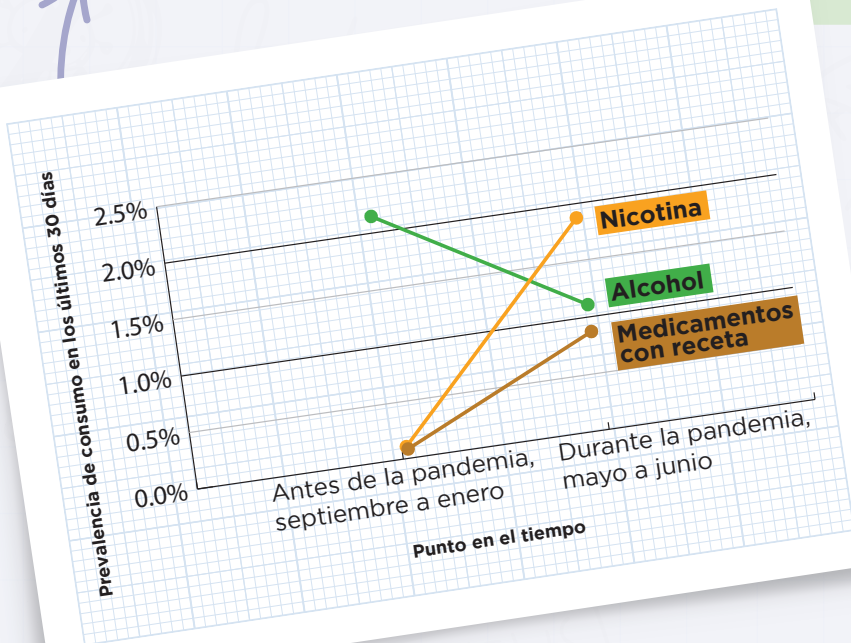 Prevalencia de consumo en los últimos 30 días
2.5%
2.0%
1.5%
1.0%
0.5%
0.0%
Nicotina
Alcohol
Medicamentos
con receta
Antes de la pandemia,
septiembre a enero
Durante la pandemia,
mayo a junio
Punto en el tiempo